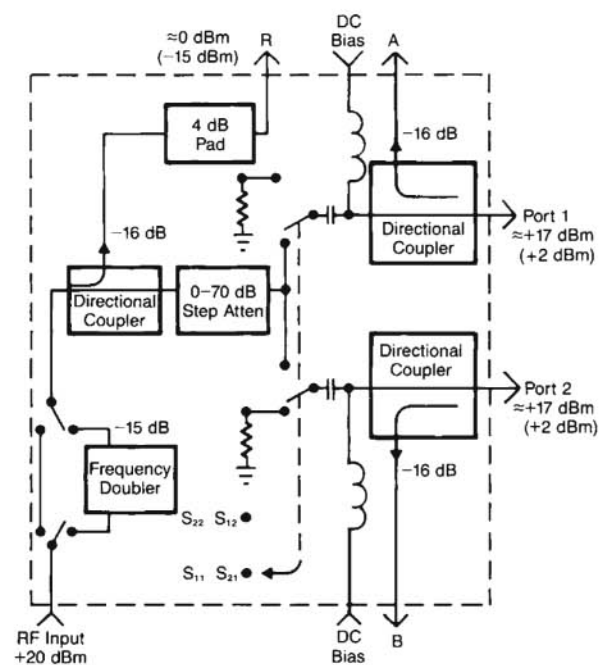 ≈0 dBm
(−15 dBm)
R
DC
Bias
A
4 dB
Pad
−16 dB
−16 dB
Directional
Coupler
Port 1
≈+17 dBm
(+2 dBm)
Directional
Coupler
0–70 dB
Step Atten
Directional
Coupler
Port 2
≈+17 dBm
(+2 dBm)
−15 dB
Frequency
Doubler
−16 dB
S₂₂ S₁₂
S₁₁ S₂₁
RF Input
+20 dBm
DC
Bias
B